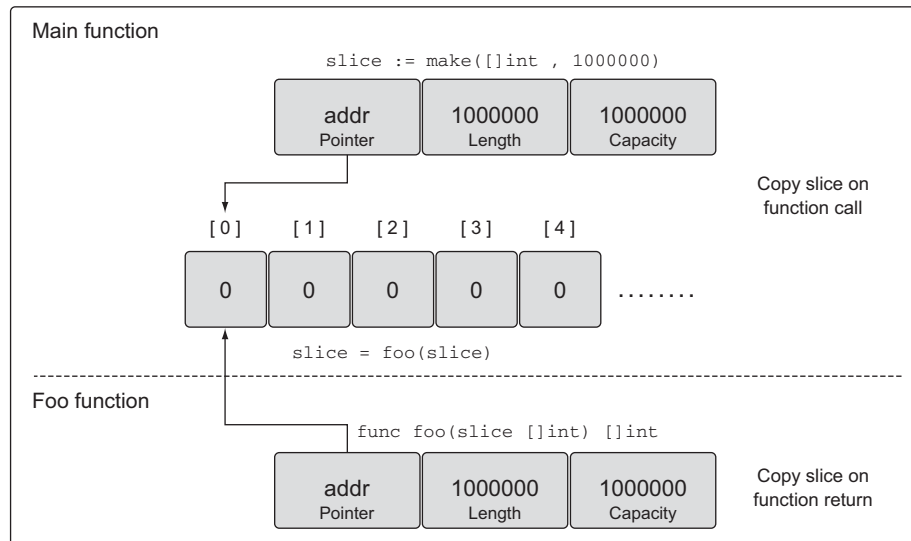 Main function
slice := make([]int , 1000000)
addr 1000000 1000000
Pointer Length Capacity
Copy slice on
function call
[0] [1] [2] [3] [4]
0 0 0 0 0 ........
slice = foo(slice)
Foo function
func foo(slice []int) []int
addr 1000000 1000000
Pointer Length Capacity
Copy slice on
function return